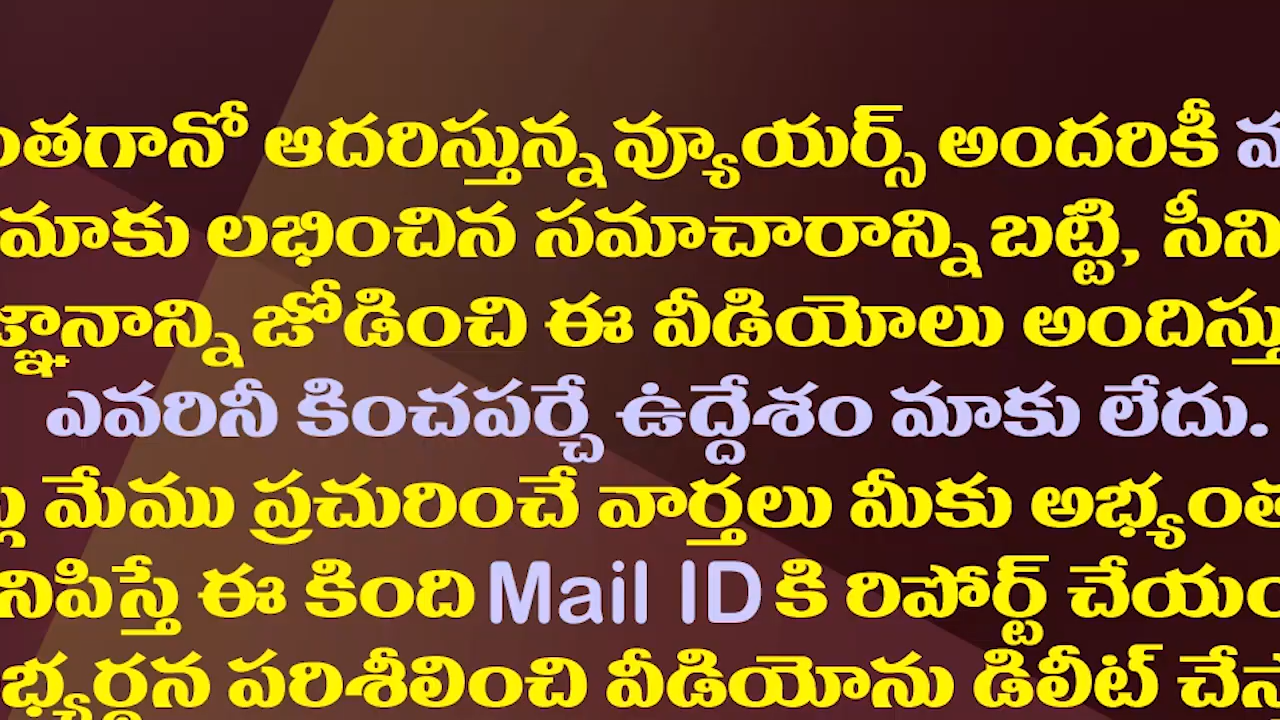 ంతగానో ఆదరిస్తున్న వ్యూయర్స్ అందరికీ
మాకు లభించిన సమాచారాన్ని బట్టి, సీని
జ్ఞానాన్ని జోడించి ఈ వీడియోలు అందిస్తు
ఎవరినీ కించపర్చే ఉద్దేశం మాకు లేదు.
మేము ప్రచురించే వార్తలు మీకు అభ్యంత
నిపిస్తే ఈ కింది Mail ID కి రిపోర్ట్ చేయం
భ్యర్థన పరిశీలించి వీడియోను డిలీట్ చే